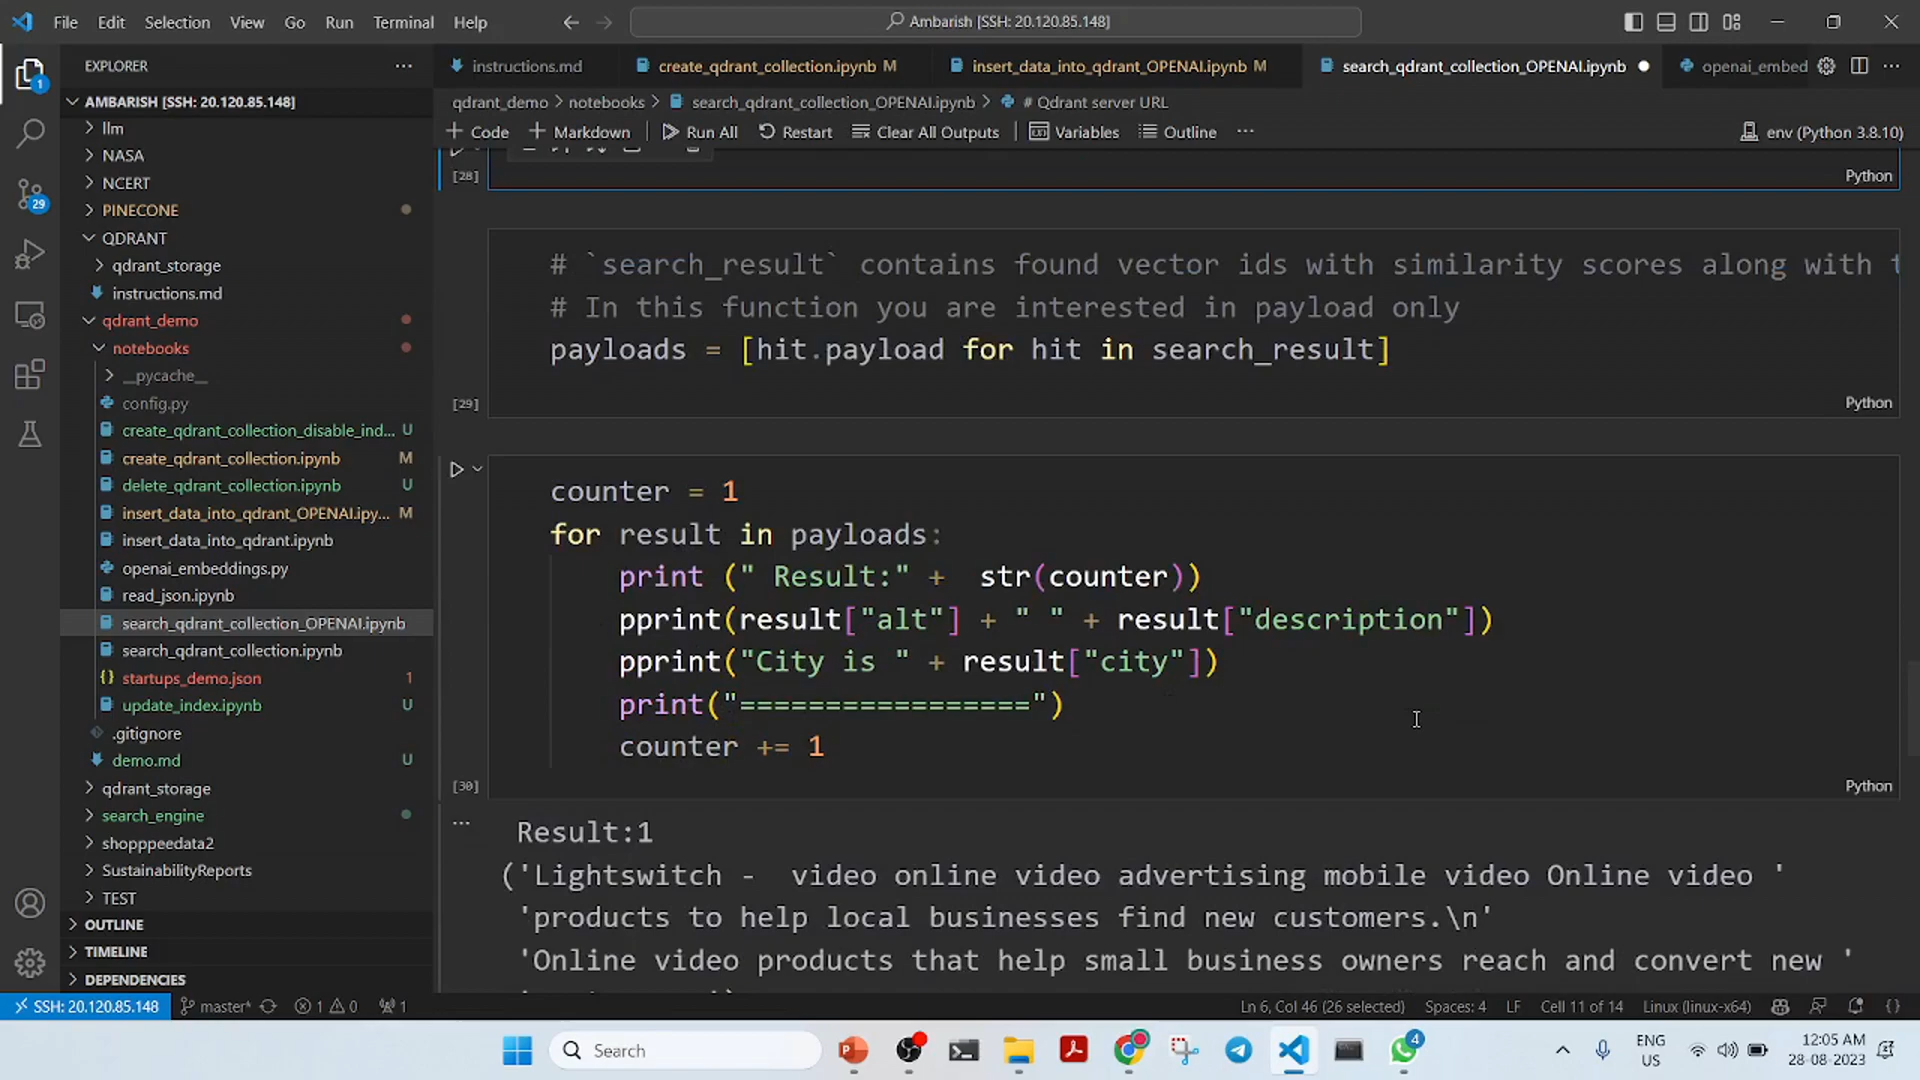 File Edit Selection View Go Run Terminal Help
Ambarish [SSH: 20.120.85.148]
EXPLORER
instructions.md
create_qdrant_collection.ipynb M
insert_data_into_qdrant_OPENAI.ipynb M
search_qdrant_collection_OPENAI.ipynb
openai_embed
AMBARISH [SSH: 20.120.85.148]
qdrant_demo > notebooks > search_qdrant_collection_OPENAI.ipynb > # Qdrant server URL
+ Code + Markdown Run All Restart Clear All Outputs Variables Outline ···
env (Python 3.8.10)
llm
NASA
NCERT
PINECONE
QDRANT
qdrant_storage
instructions.md
qdrant_demo
notebooks
__pycache__
config.py
create_qdrant_collection_disable_ind... U
create_qdrant_collection.ipynb M
delete_qdrant_collection.ipynb U
insert_data_into_qdrant_OPENAI.ipy... M
insert_data_into_qdrant.ipynb
openai_embeddings.py
read_json.ipynb
search_qdrant_collection_OPENAI.ipynb
search_qdrant_collection.ipynb
{} startups_demo.json 1
update_index.ipynb U
.gitignore
demo.md U
qdrant_storage
search_engine
shopppeedata2
SustainabilityReports
TEST
OUTLINE
TIMELINE
DEPENDENCIES
[28] Python
# `search_result` contains found vector ids with similarity scores along with t
# In this function you are interested in payload only
payloads = [hit.payload for hit in search_result]
[29] Python
counter = 1
for result in payloads:
print (" Result:" + str(counter))
pprint(result["alt"] + " " + result["description"])
pprint("City is " + result["city"])
print("=================")
counter += 1
[30] Python
Result:1
('Lightswitch - video online video advertising mobile video Online video '
'products to help local businesses find new customers.\n'
'Online video products that help small business owners reach and convert new '
SSH: 20.120.85.148 master* 1 0 1
Ln 6, Col 46 (26 selected) Spaces: 4 LF Cell 11 of 14 Linux (linux-x64) {}
Search
4
ENG
US
12:05 AM
28-08-2023
1
29